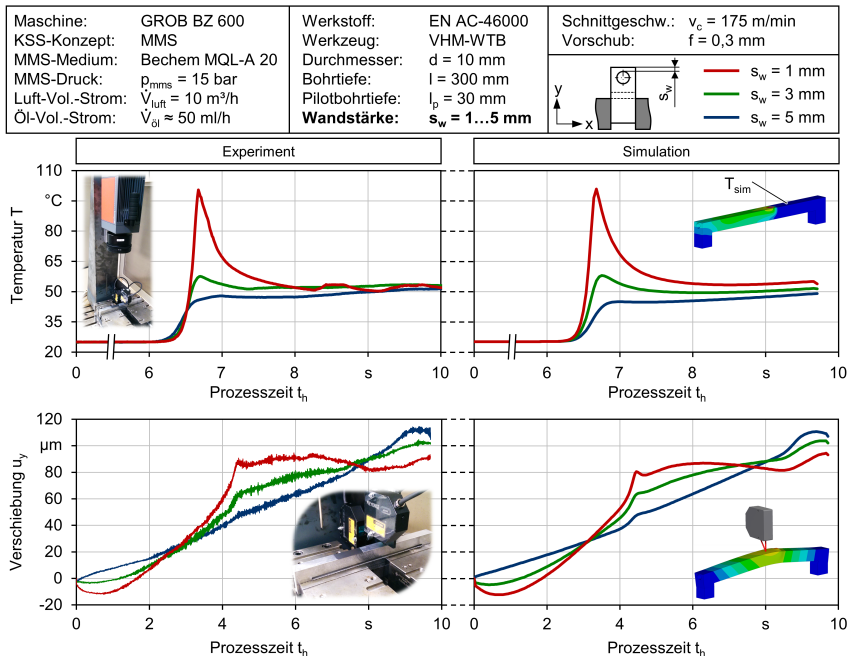 Maschine: GROB BZ 600
KSS-Konzept: MMS
MMS-Medium: Bechem MQL-A 20
MMS-Druck: pmms = 15 bar
Luft-Vol.-Strom: V̇luft = 10 m³/h
Öl-Vol.-Strom: V̇öl ≈ 50 ml/h
Werkstoff: EN AC-46000
Werkzeug: VHM-WTB
Durchmesser: d = 10 mm
Bohrtiefe: l = 300 mm
Pilotbohrtiefe: lp = 30 mm
Wandstärke: sw = 1…5 mm
Schnittgeschw.: vc = 175 m/min
Vorschub: f = 0,3 mm
y
x
sw
sw = 1 mm
sw = 3 mm
sw = 5 mm
Experiment
Simulation
Temperatur T
110
°C
80
65
50
35
20
0 6 7 8 s 10
Prozesszeit th
Tsim
0 6 7 8 s 10
Prozesszeit th
Verschiebung uy
120
µm
80
60
40
20
0
-20
0 2 4 6 s 10
Prozesszeit th
0 2 4 6 s 10
Prozesszeit th